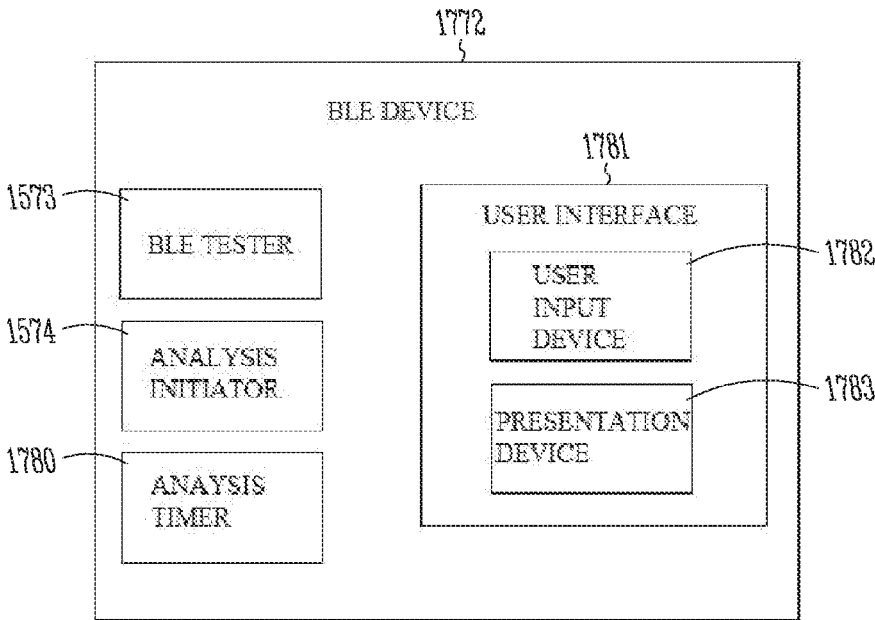 1772
BLE DEVICE
1573
BLE TESTER
1574
ANALYSIS
INITIATOR
1780
ANAYSIS
TIMER
1781
USER INTERFACE
1782
USER
INPUT
DEVICE
1783
PRESENTATION
DEVICE